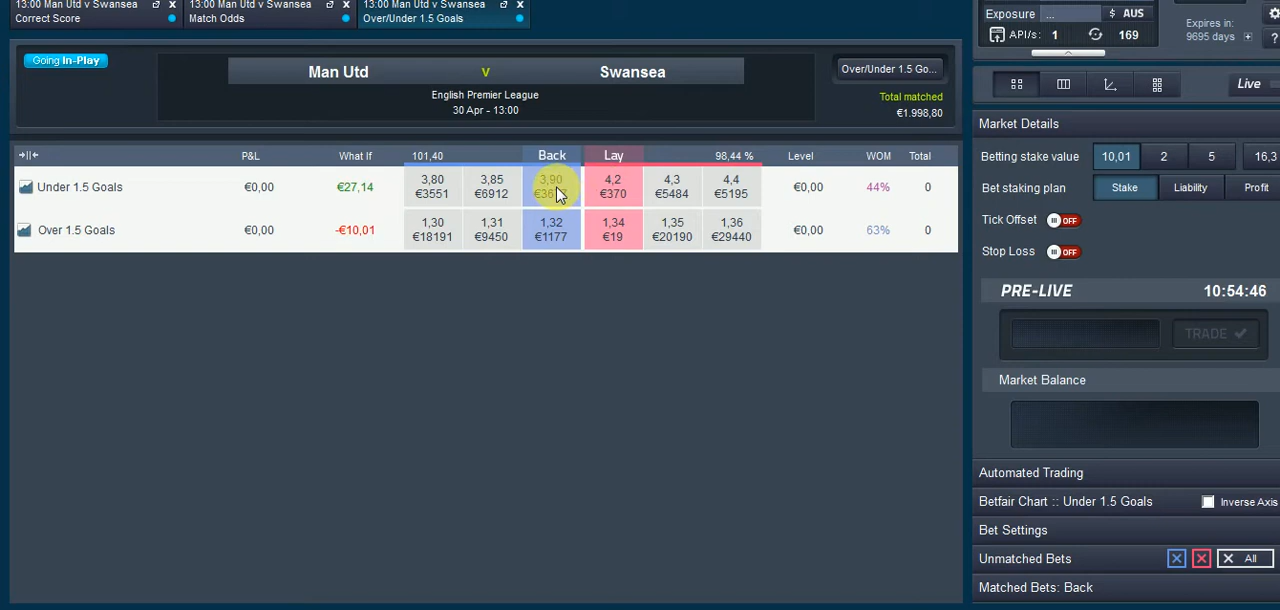 13:00 Man Utd v Swansea
Correct Score
13:00 Man Utd v Swansea
Match Odds
13:00 Man Utd v Swansea
Over/Under 1.5 Goals
Exposure ... $ AUS
API/s: 1 169
Expires in:
9695 days
Going In-Play
Man Utd v Swansea
English Premier League
30 Apr - 13:00
Over/Under 1.5 Go...
Total matched
€1.998,80
Live
Market Details
P&L What If 101,40 Back Lay 98,44 % Level WOM Total
Under 1.5 Goals €0,00 €27,14 3,80 3,85 3,90 4,2 4,3 4,4 €0,00 44% 0
€3551 €6912 €370 €5484 €5195
Over 1.5 Goals €0,00 -€10,01 1,30 1,31 1,32 1,34 1,35 1,36 €0,00 63% 0
€18191 €9450 €1177 €19 €20190 €29440
Betting stake value 10,01 2 5 16,3
Bet staking plan Stake Liability Profit
Tick Offset OFF
Stop Loss OFF
PRE-LIVE 10:54:46
TRADE
Market Balance
Automated Trading
Betfair Chart :: Under 1.5 Goals Inverse Axis
Bet Settings
Unmatched Bets All
Matched Bets: Back